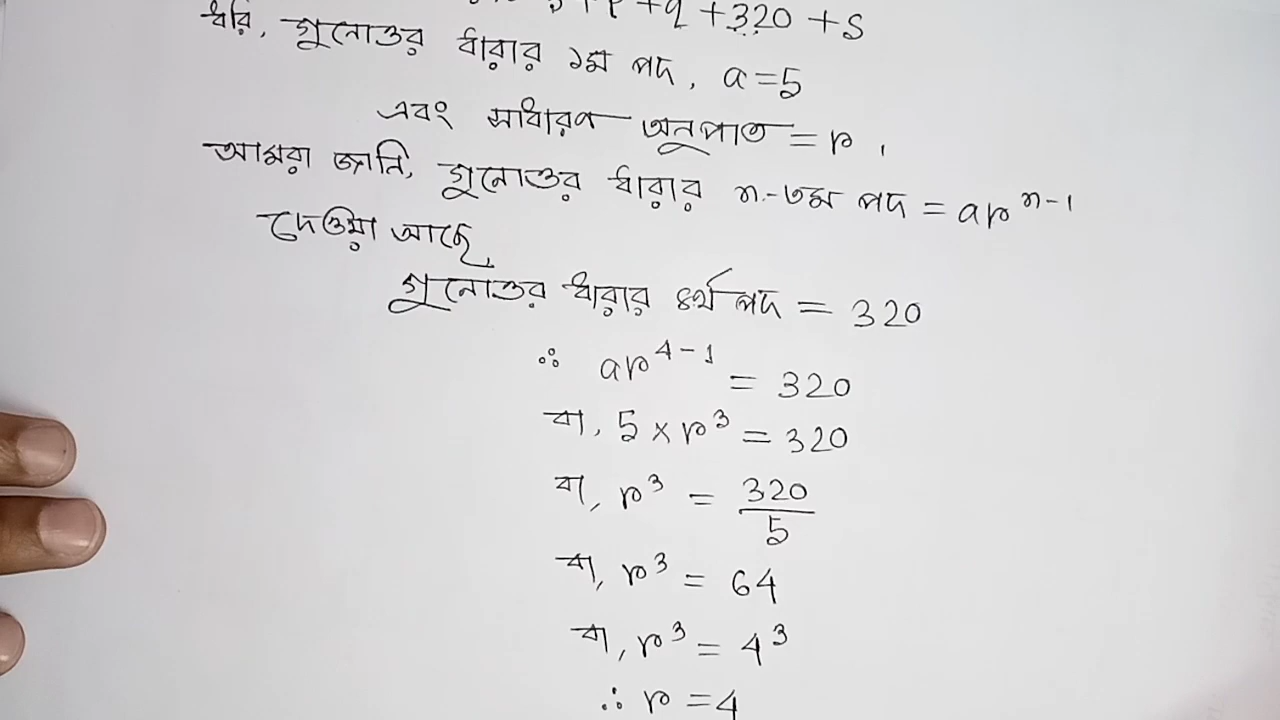 +q +320 +s
ধরি, গুনোত্তর ধারার ১ম পদ, a=5
এবং সাধারণ অনুপাত = r,
আমরা জানি, গুনোত্তর ধারার n-তম পদ = ar^{n-1}
দেওয়া আছে,
গুনোত্তর ধারার ৪র্থ পদ = 320
∴ ar^{4-1} = 320
বা, 5 × r^3 = 320
বা, r^3 = 320/5
বা, r^3 = 64
বা, r^3 = 4^3
∴ r = 4